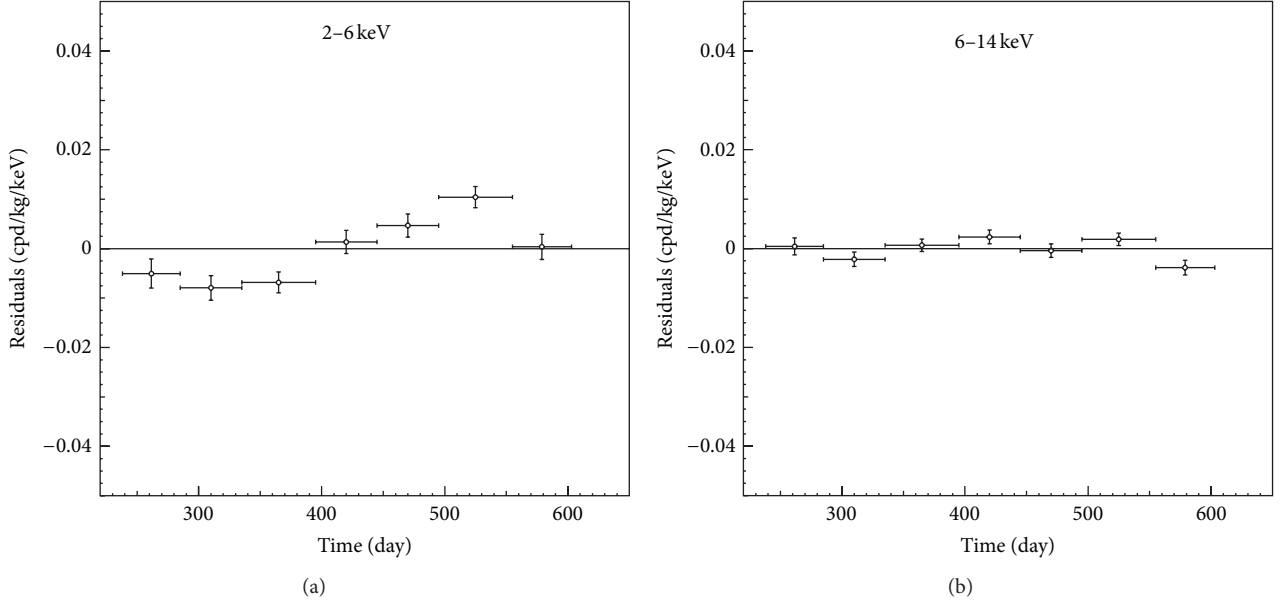 2–6 keV
0.04
0.02
0
−0.02
−0.04
Residuals (cpd/kg/keV)
300 400 500 600
Time (day)
(a)
6–14 keV
0.04
0.02
0
−0.02
−0.04
Residuals (cpd/kg/keV)
300 400 500 600
Time (day)
(b)